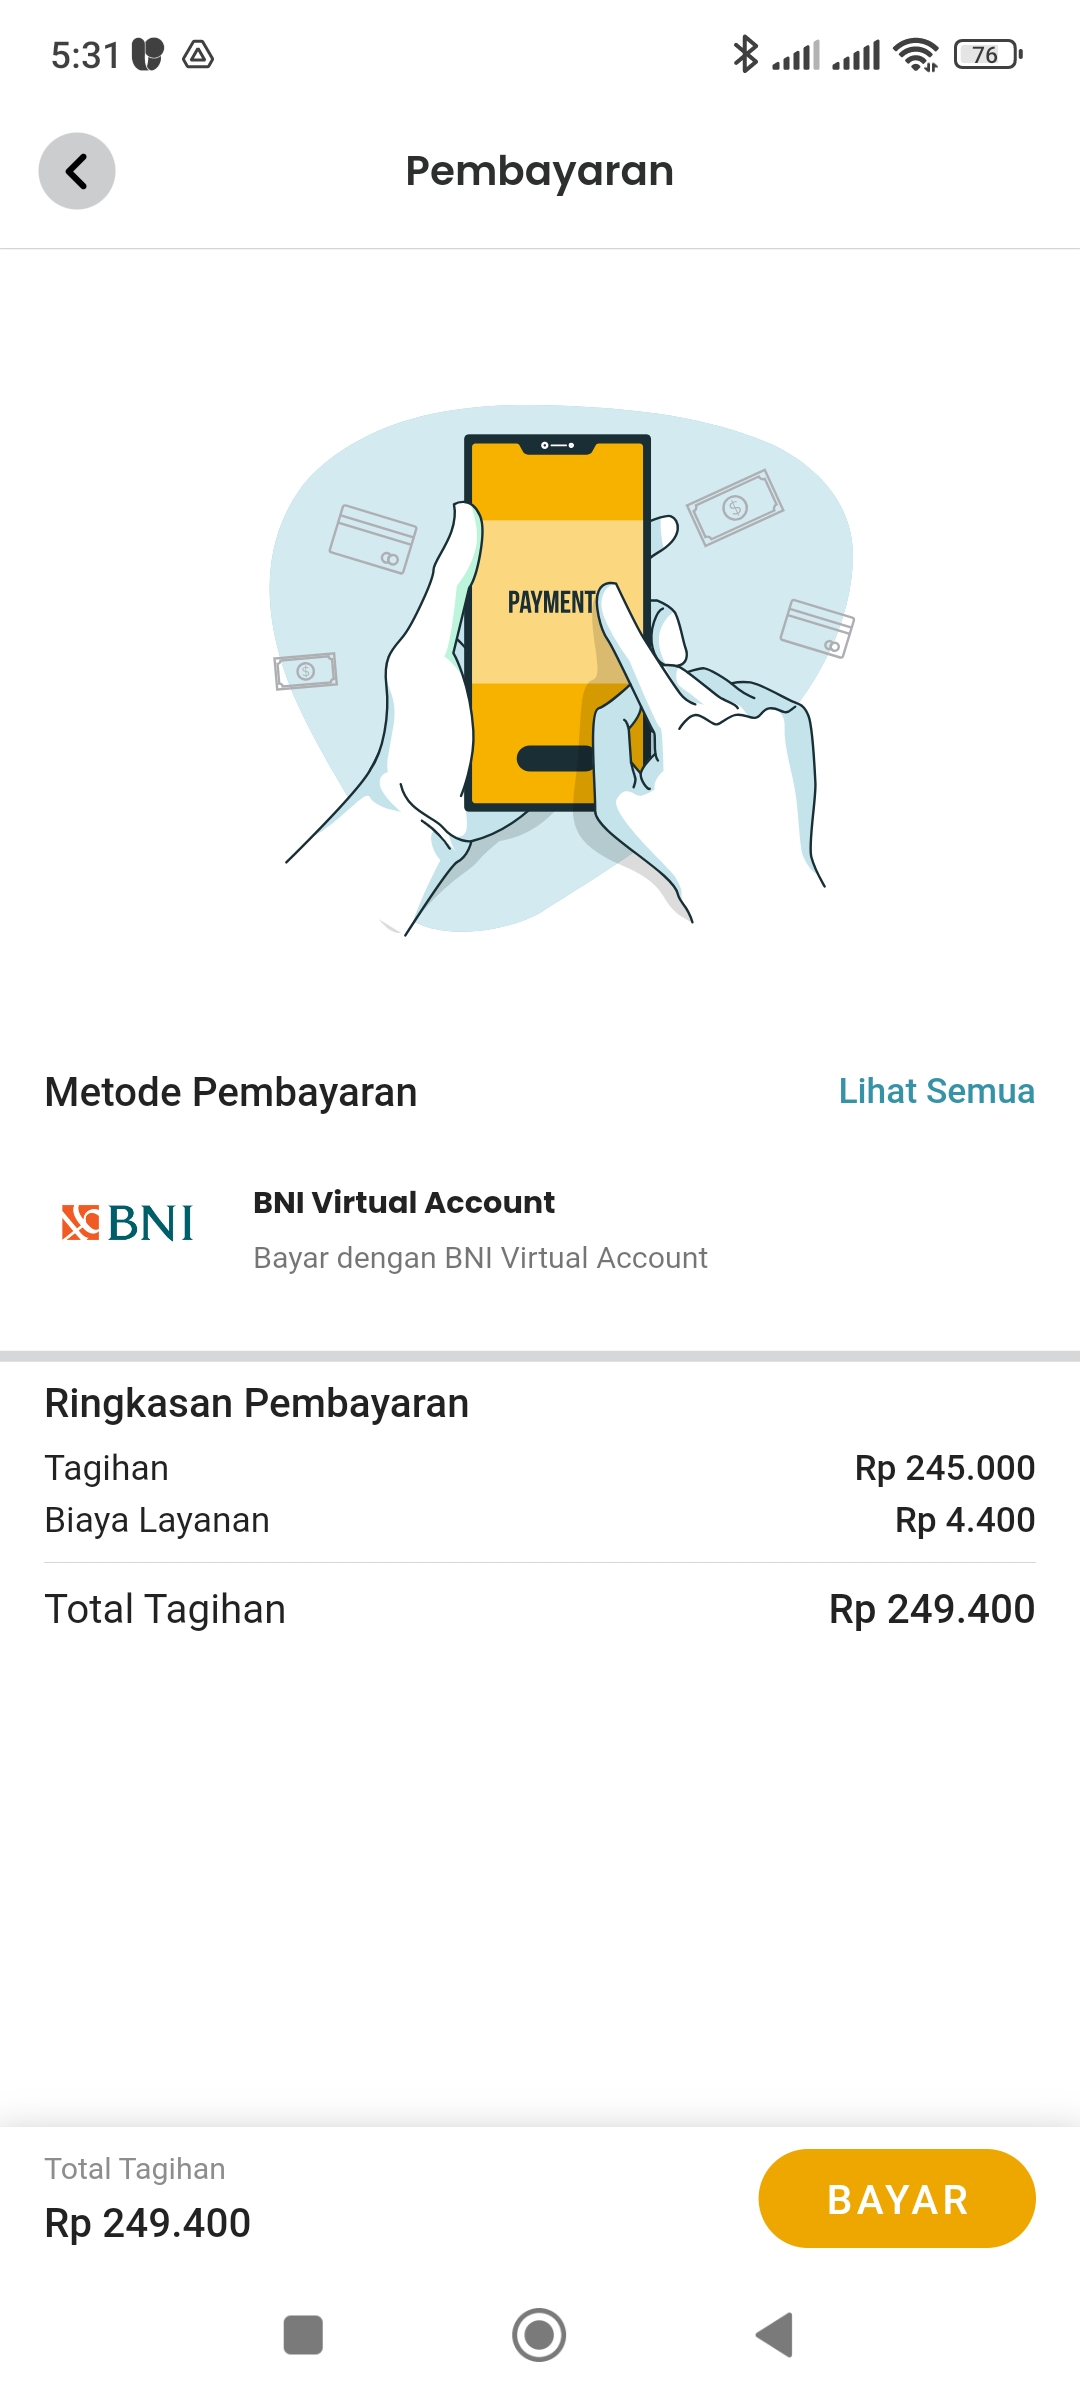 5:31
76
Pembayaran
PAYMENT
Metode Pembayaran
Lihat Semua
BNI
BNI Virtual Account
Bayar dengan BNI Virtual Account
Ringkasan Pembayaran
Tagihan Rp 245.000
Biaya Layanan Rp 4.400
Total Tagihan Rp 249.400
Total Tagihan
Rp 249.400
BAYAR